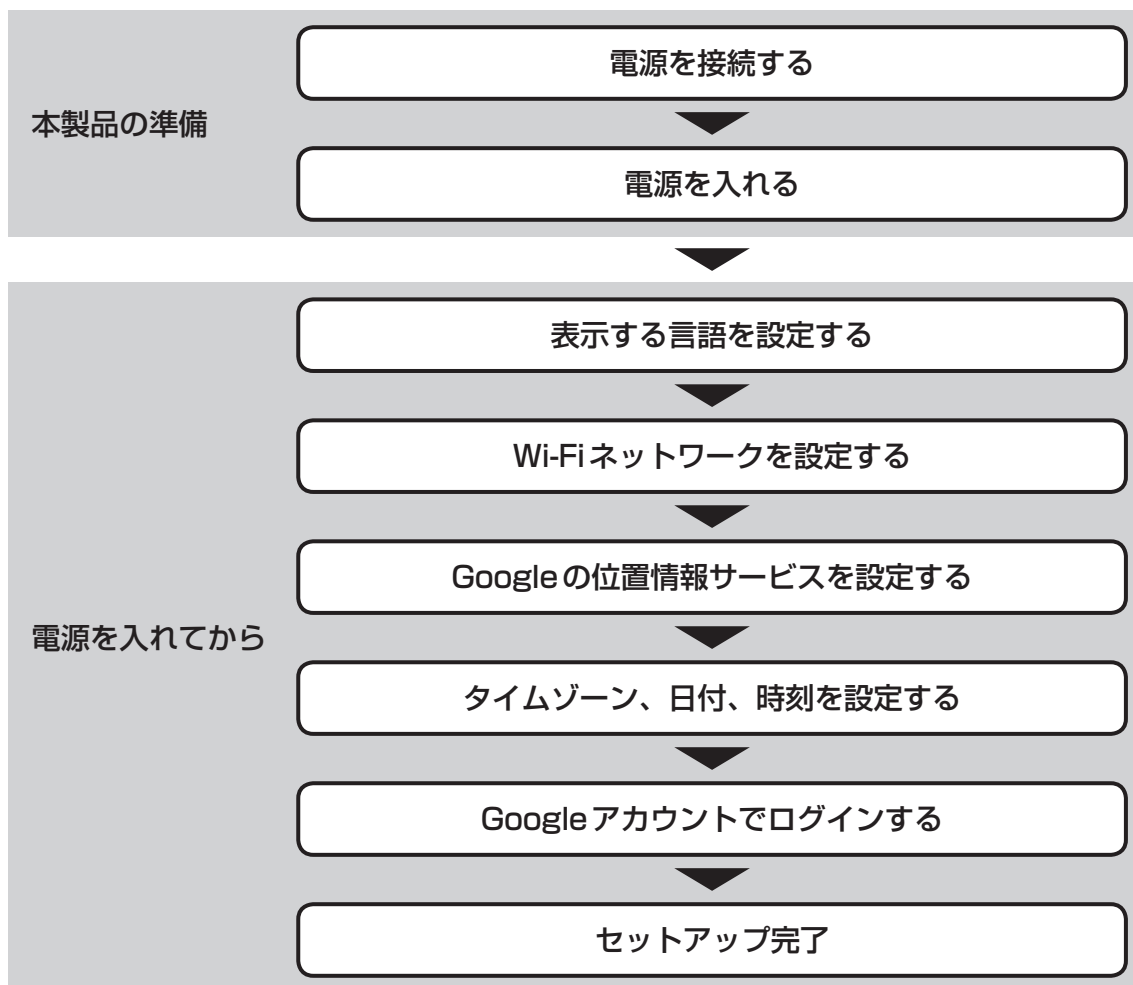 本製品の準備
電源を接続する
電源を入れる
電源を入れてから
表示する言語を設定する
Wi-Fiネットワークを設定する
Googleの位置情報サービスを設定する
タイムゾーン、日付、時刻を設定する
Googleアカウントでログインする
セットアップ完了